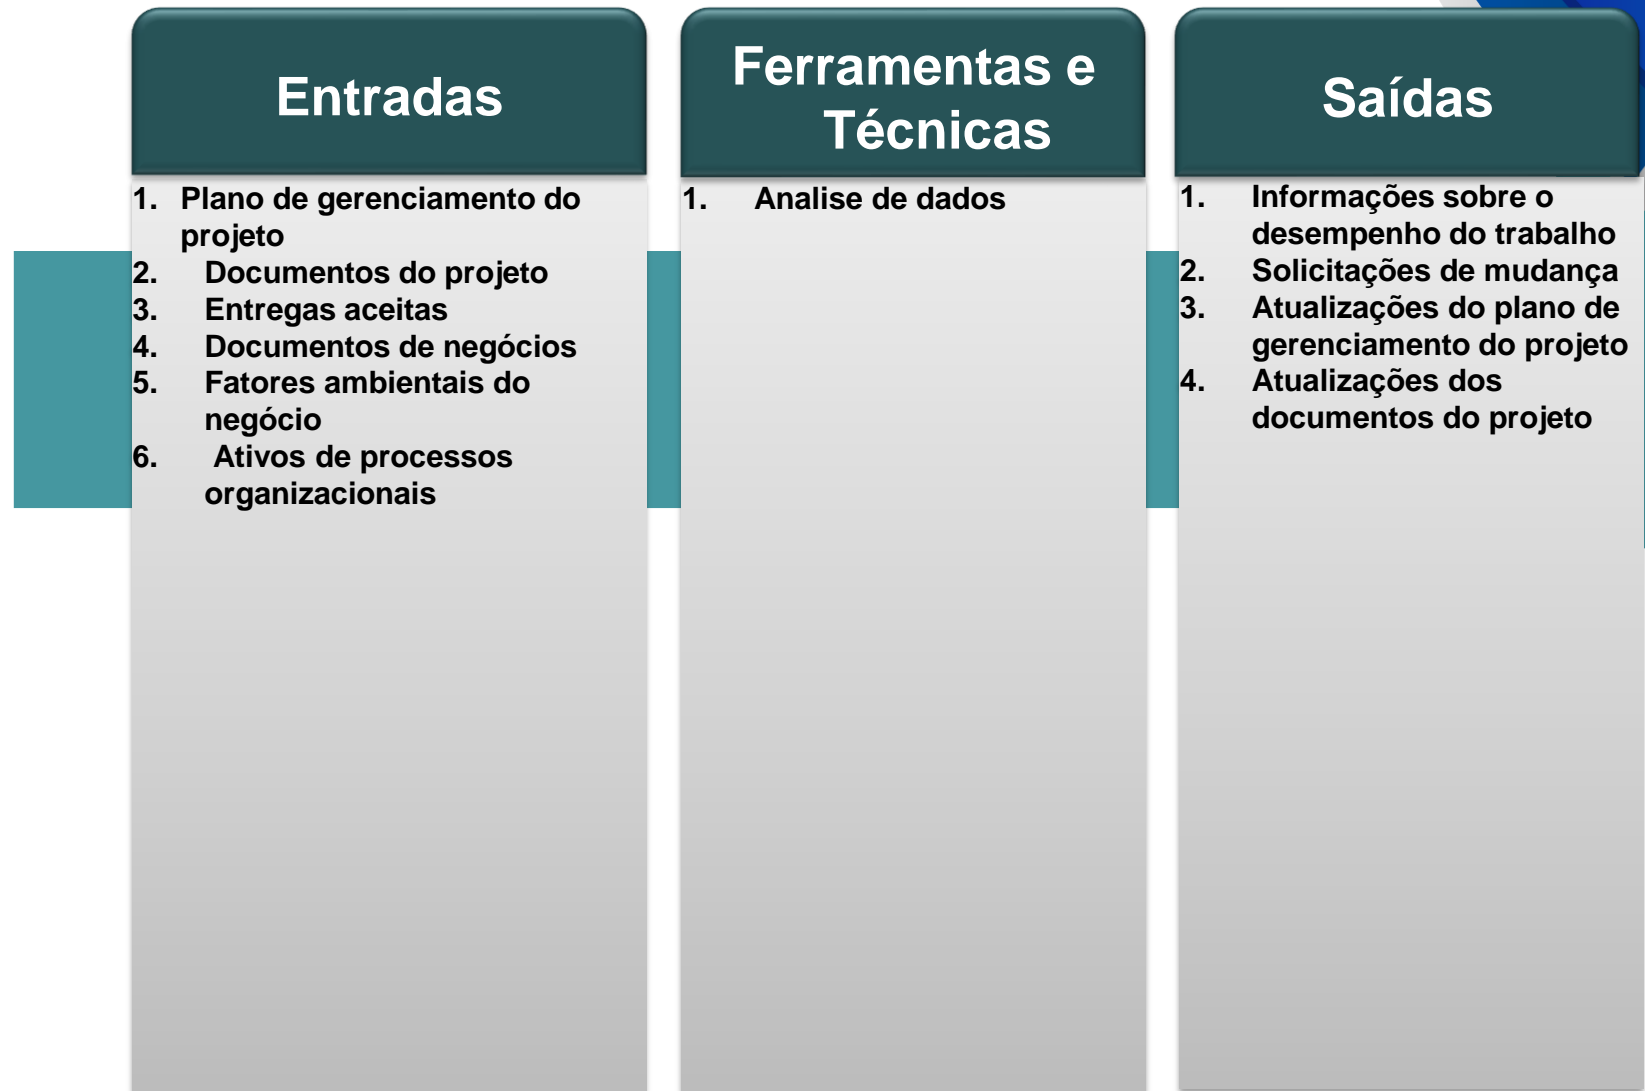 Entradas
1. Plano de gerenciamento do
projeto
2. Documentos do projeto
3. Entregas aceitas
4. Documentos de negócios
5. Fatores ambientais do
negócio
6. Ativos de processos
organizacionais
Ferramentas e
Técnicas
1. Analise de dados
Saídas
1. Informações sobre o
desempenho do trabalho
2. Solicitações de mudança
3. Atualizações do plano de
gerenciamento do projeto
4. Atualizações dos
documentos do projeto